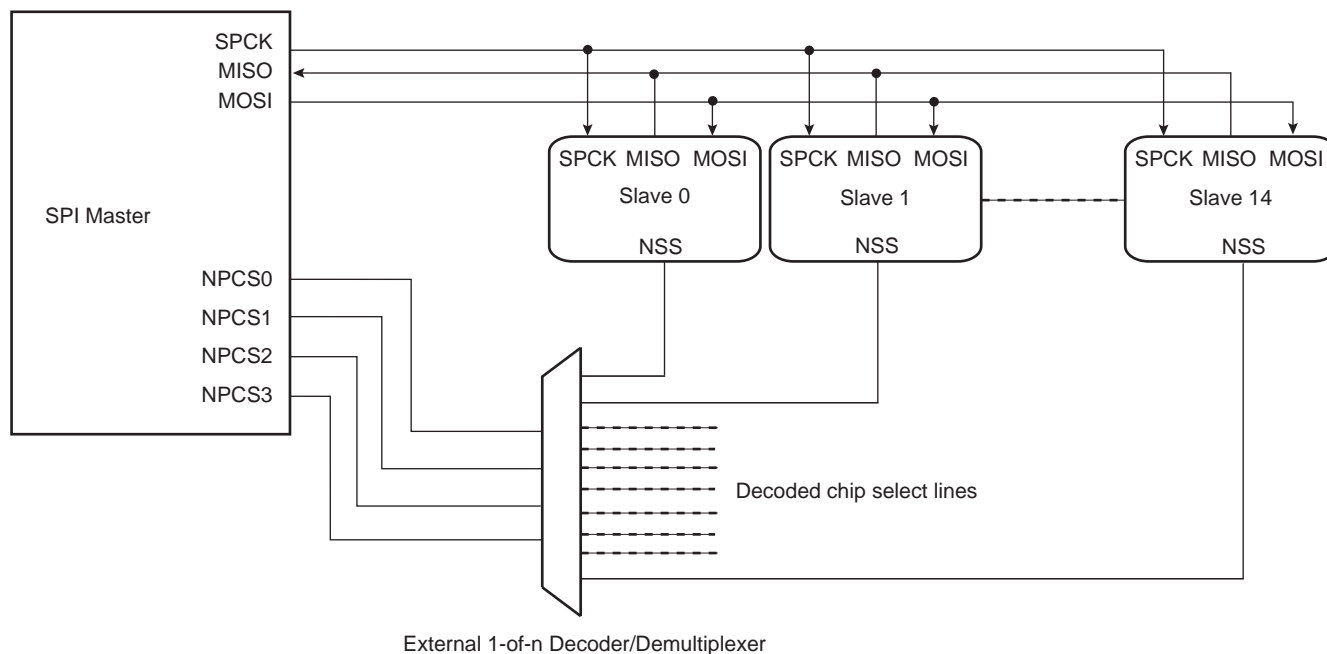 SPCK
MISO
MOSI
SPI Master
SPCK MISO MOSI
Slave 0
NSS
SPCK MISO MOSI
Slave 1
NSS
SPCK MISO MOSI
Slave 14
NSS
NPCS0
NPCS1
NPCS2
NPCS3
Decoded chip select lines
External 1-of-n Decoder/Demultiplexer